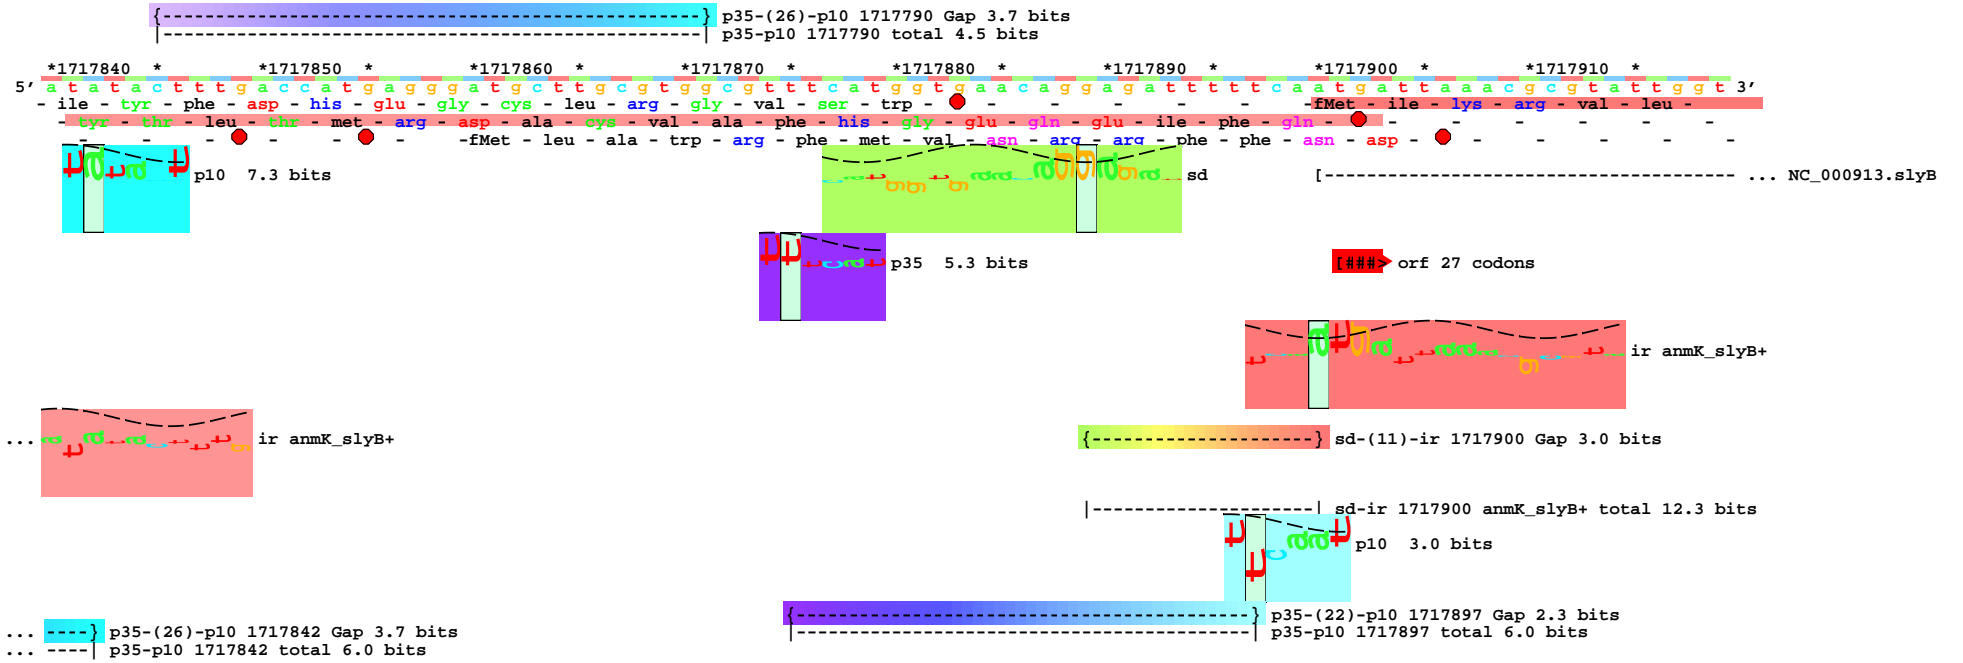 {--------------------------} p35-(26)-p10 1717790 Gap 3.7 bits
|--------------------------| p35-p10 1717790 total 4.5 bits
*1717840 * *1717850 * *1717860 * *1717870 * *1717880 * *1717890 * *1717900 * *1717910 *
5' a t a t a c t t t g a c c a t g a g g g a t g c t t g c g t g g c g t t t c a t g g t g a a c a g g a g a t t t t t c a a t g a t t a a a c g c g t a t t g g t 3'
- ile - tyr - phe - asp - his - glu - gly - cys - leu - arg - gly - val - ser - trp - - - - - - -fMet - ile - lys - arg - val - leu -
- tyr - thr - leu - thr - met - arg - asp - ala - cys - val - ala - phe - his - gly - glu - gln - glu - ile - phe - gln - - - - - - -
- - - - - -fMet - leu - ala - trp - arg - phe - met - val - asn - arg - arg - phe - phe - asn - asp - - - - - -
p10 7.3 bits
sd
[-------------------- ... NC_000913.slyB
p35 5.3 bits
[###> orf 27 codons
ir anmK_slyB+
... ir anmK_slyB+
{-----------} sd-(11)-ir 1717900 Gap 3.0 bits
|-----------| sd-ir 1717900 anmK_slyB+ total 12.3 bits
p10 3.0 bits
{----------------------} p35-(22)-p10 1717897 Gap 2.3 bits
|----------------------| p35-p10 1717897 total 6.0 bits
... ----} p35-(26)-p10 1717842 Gap 3.7 bits
... ----| p35-p10 1717842 total 6.0 bits